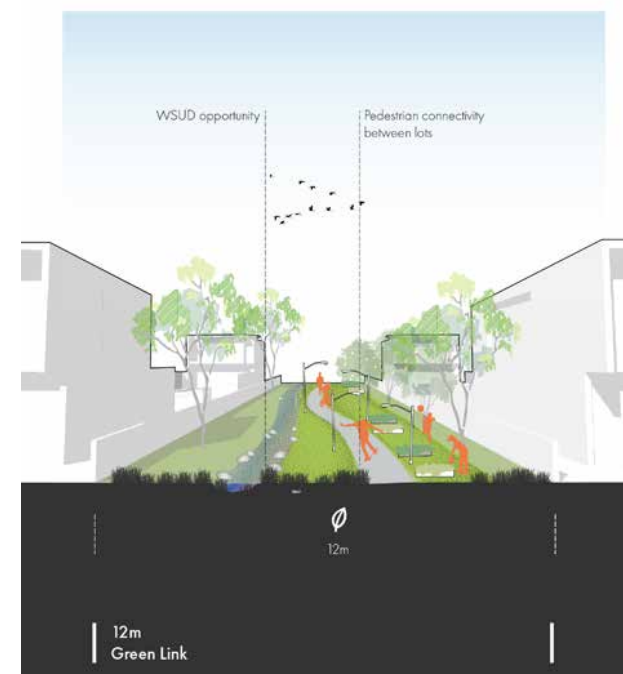 WSUD opportunity
Pedestrian connectivity
between lots
12m
12m
Green Link